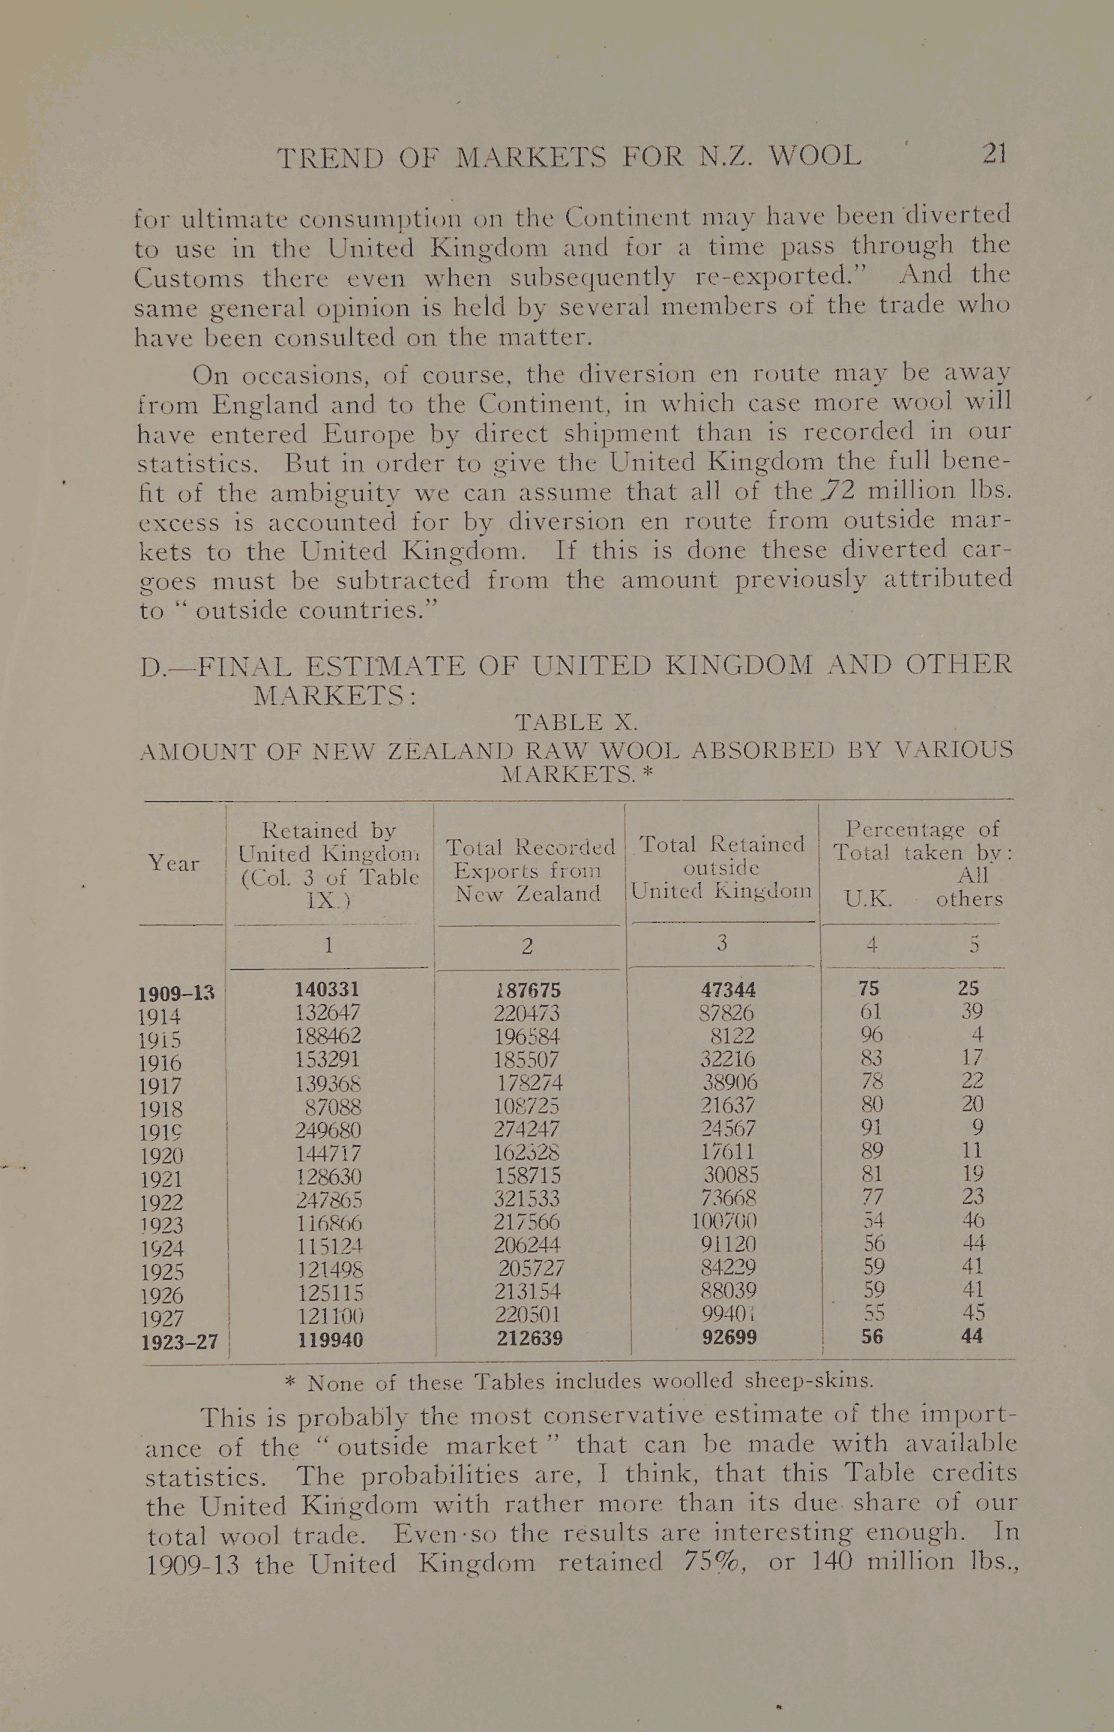 TREND OF MARKETS FOR N.Z. WOOL 21
for ultimate consumption on the Continent may have been diverted
to use in the United Kingdom and for a time pass through the
Customs there even when subsequently re-exported.” And the
same general opinion is held by several members of the trade who
have been consulted on the matter.
On occasions, of course, the diversion en route may be away
from England and to the Continent, in which case more wool will
have entered Europe by direct shipment than is recorded in our
statistics. But in order to give the United Kingdom the full bene-
fit of the ambiguity we can assume that all of the 72 million lbs.
excess is accounted for by diversion en route from outside mar-
kets to the United Kingdom. If this is done these diverted car-
goes must be subtracted from the amount previously attributed
to “outside countries.”
D.—FINAL ESTIMATE OF UNITED KINGDOM AND OTHER
MARKETS:
TABLE X.
AMOUNT OF NEW ZEALAND RAW WOOL ABSORBED BY VARIOUS
MARKETS.*
Year
Retained by
United Kingdom
(Col. 3 of Table
IX.)
Total Recorded
Exports from
New Zealand
Total Retained
outside
United Kingdom
Percentage of
Total taken by:
All
U.K. others
1 2 3 4 5
1909–13 140331 187675 47344 75 25
1914 132647 220473 87826 61 39
1915 188462 196584 8122 96 4
1916 153291 185507 32216 83 17
1917 139368 178274 38906 78 22
1918 87088 108725 21637 80 20
1919 249680 274247 24567 91 9
1920 144717 162328 17611 89 11
1921 128630 158715 30085 81 19
1922 247865 321533 73668 77 23
1923 116866 217566 100700 54 46
1924 115124 206244 91120 56 44
1925 121498 205727 84229 59 41
1926 125115 213154 88039 59 41
1927 121100 220501 99401 55 45
1923–27 119940 212639 92699 56 44
* None of these Tables includes woolled sheep-skins.
This is probably the most conservative estimate of the import-
ance of the “outside market” that can be made with available
statistics. The probabilities are, I think, that this Table credits
the United Kingdom with rather more than its due share of our
total wool trade. Even so the results are interesting enough. In
1909-13 the United Kingdom retained 75%, or 140 million lbs.,